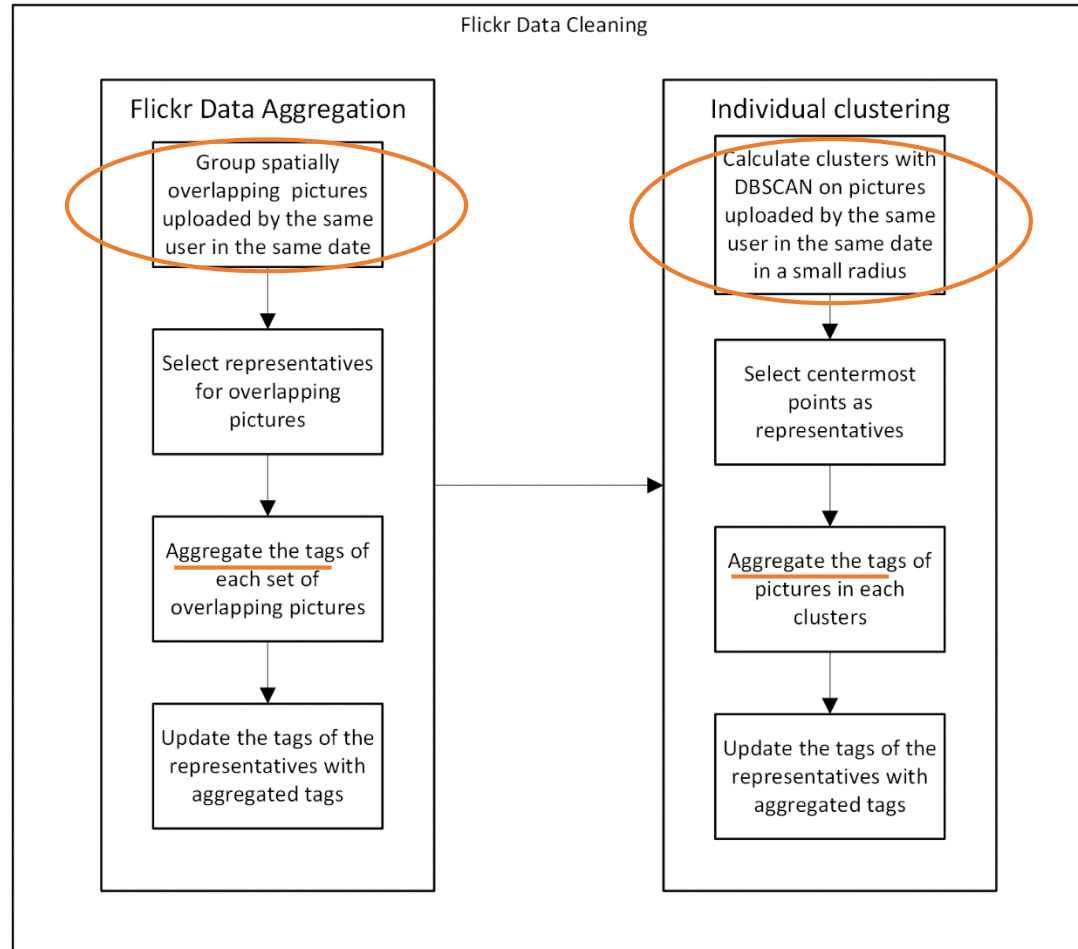 Flickr Data Cleaning
Flickr Data Aggregation
Group spatially
overlapping pictures
uploaded by the same
user in the same date
Select representatives
for overlapping
pictures
Aggregate the tags of
each set of
overlapping pictures
Update the tags of the
representatives with
aggregated tags
Individual clustering
Calculate clusters with
DBSCAN on pictures
uploaded by the same
user in the same date
in a small radius
Select centermost
points as
representatives
Aggregate the tags of
pictures in each
clusters
Update the tags of the
representatives with
aggregated tags